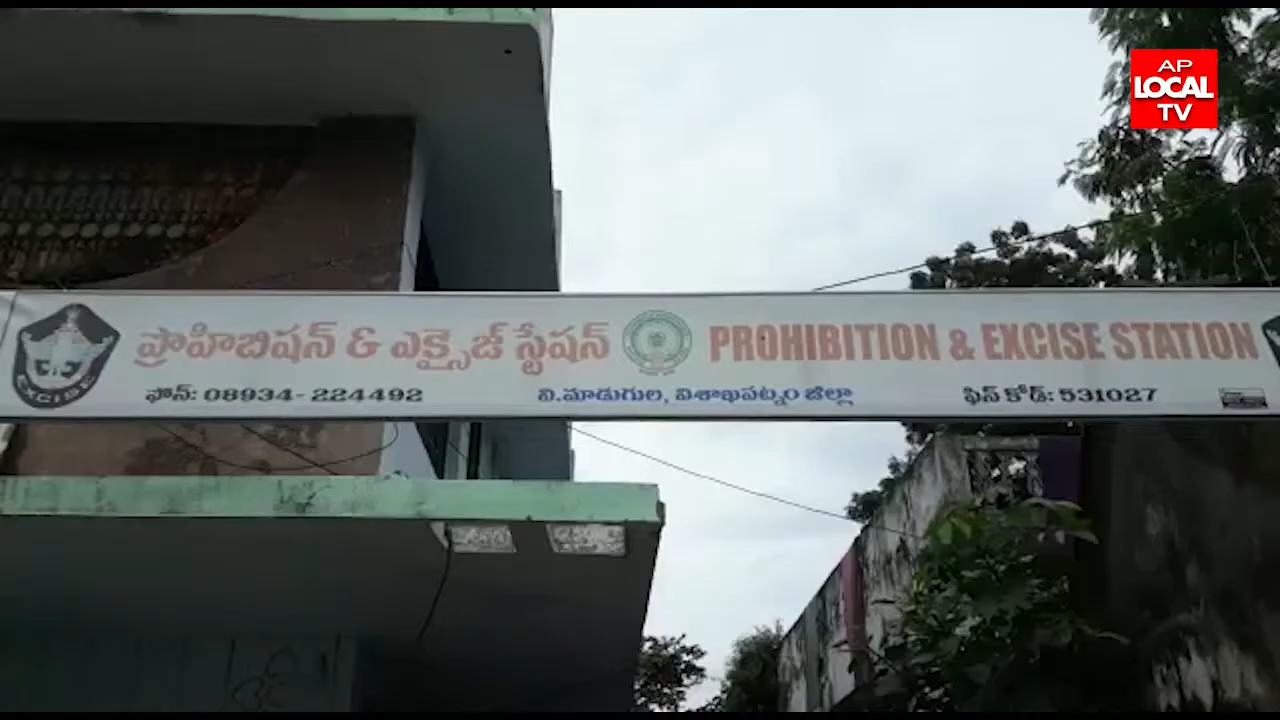 AP
LOCAL
TV
ప్రొహిబిషన్ & ఎక్సైజ్ స్టేషన్ PROHIBITION & EXCISE STATION
EXCISE
ఫోన్: 08934-224492 వి.మాడుగుల, విశాఖపట్నం జిల్లా పిన్ కోడ్: 531027